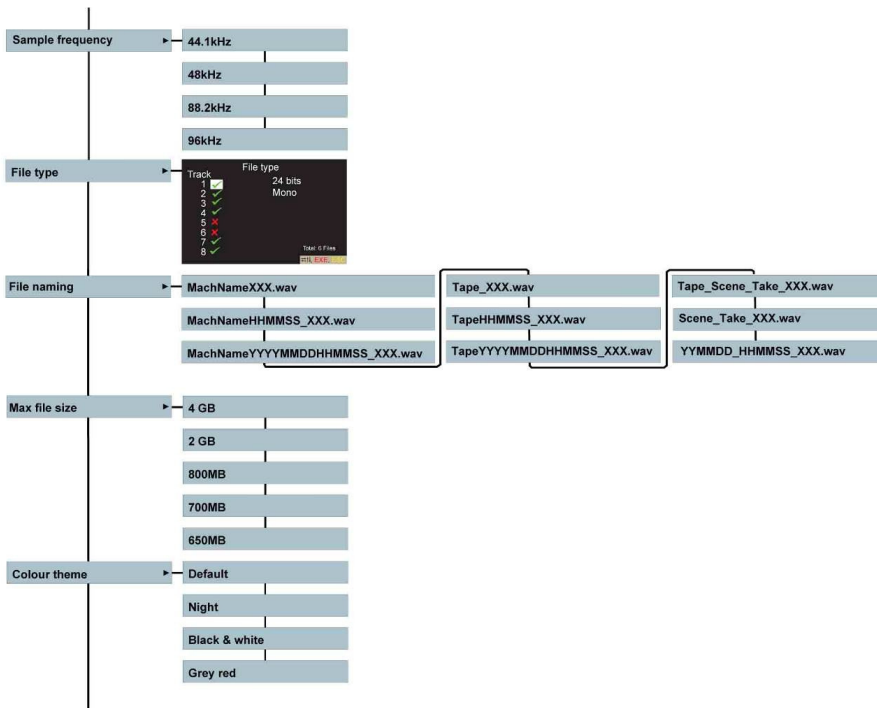 Sample frequency
44.1kHz
48kHz
88.2kHz
96kHz
File type
File type
Track
24 bits
Mono
1
2
3
4
5
6
7
8
Total: 6 Files
EXE,
File naming
MachNameXXX.wav
MachNameHHMMSS_XXX.wav
MachNameYYYYMMDDHHMMSS_XXX.wav
Tape_XXX.wav
TapeHHMMSS_XXX.wav
TapeYYYYMMDDHHMMSS_XXX.wav
Tape_Scene_Take_XXX.wav
Scene_Take_XXX.wav
YYMMDD_HHMMSS_XXX.wav
Max file size
4 GB
2 GB
800MB
700MB
650MB
Colour theme
Default
Night
Black & white
Grey red